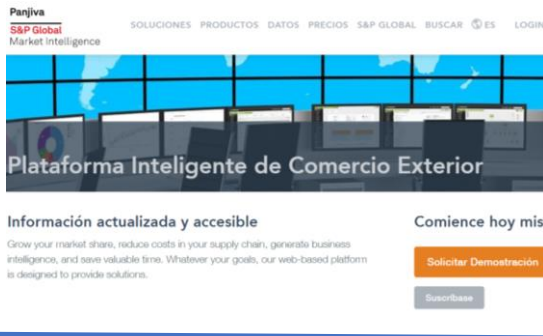 Panjiva
S&P Global
Market Intelligence
SOLUCIONES PRODUCTOS DATOS PRECIOS S&P GLOBAL BUSCAR ES LOGIN
Plataforma Inteligente de Comercio Exterior
Información actualizada y accesible
Grow your market share, reduce costs in your supply chain, generate business
intelligence, and save valuable time. Whatever your goals, our web-based platform
is designed to provide solutions.
Comience hoy mis
Solicitar Demostración
Suscríbase